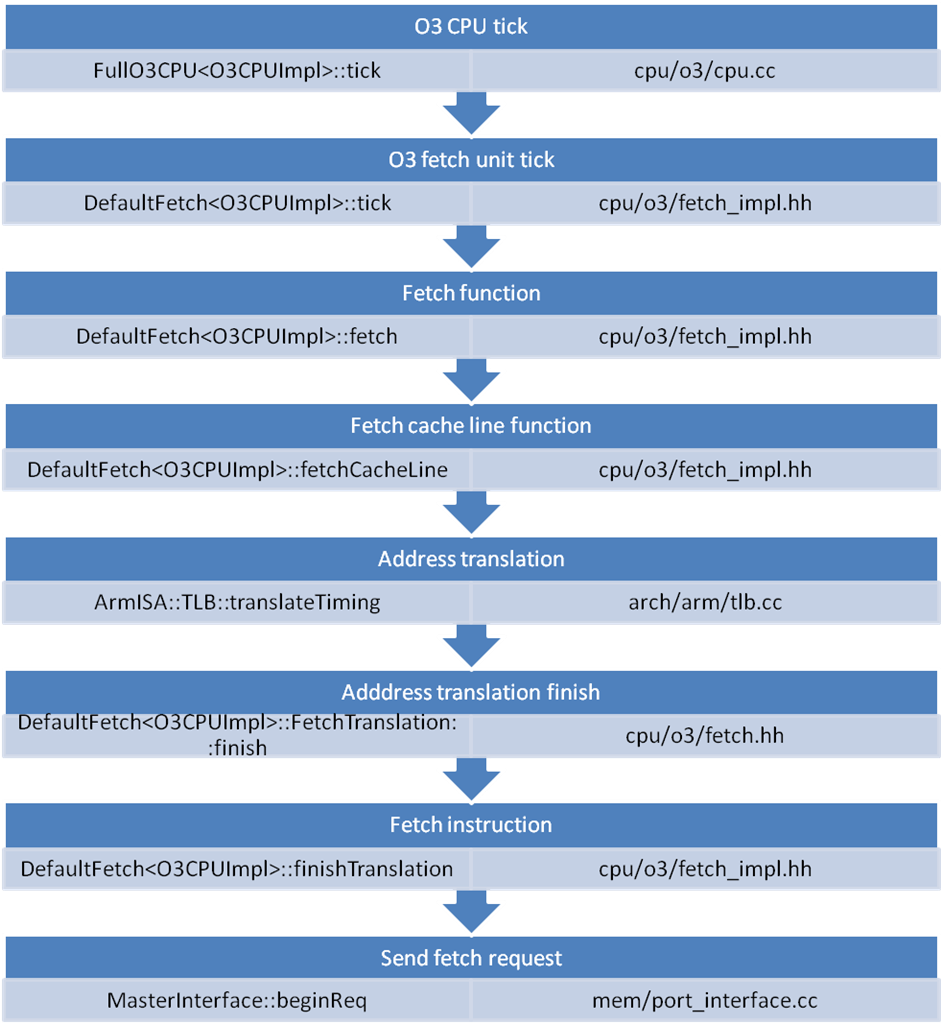 O3 CPU tick
FullO3CPU<O3CPUImpl>::tick
cpu/o3/cpu.cc
O3 fetch unit tick
DefaultFetch<O3CPUImpl>::tick
cpu/o3/fetch_impl.hh
Fetch function
DefaultFetch<O3CPUImpl>::fetch
cpu/o3/fetch_impl.hh
Fetch cache line function
DefaultFetch<O3CPUImpl>::fetchCacheLine
cpu/o3/fetch_impl.hh
Address translation
ArmISA::TLB::translateTiming
arch/arm/tlb.cc
Adddress translation finish
DefaultFetch<O3CPUImpl>::FetchTranslation:
:finish
cpu/o3/fetch.hh
Fetch instruction
DefaultFetch<O3CPUImpl>::finishTranslation
cpu/o3/fetch_impl.hh
Send fetch request
MasterInterface::beginReq
mem/port_interface.cc